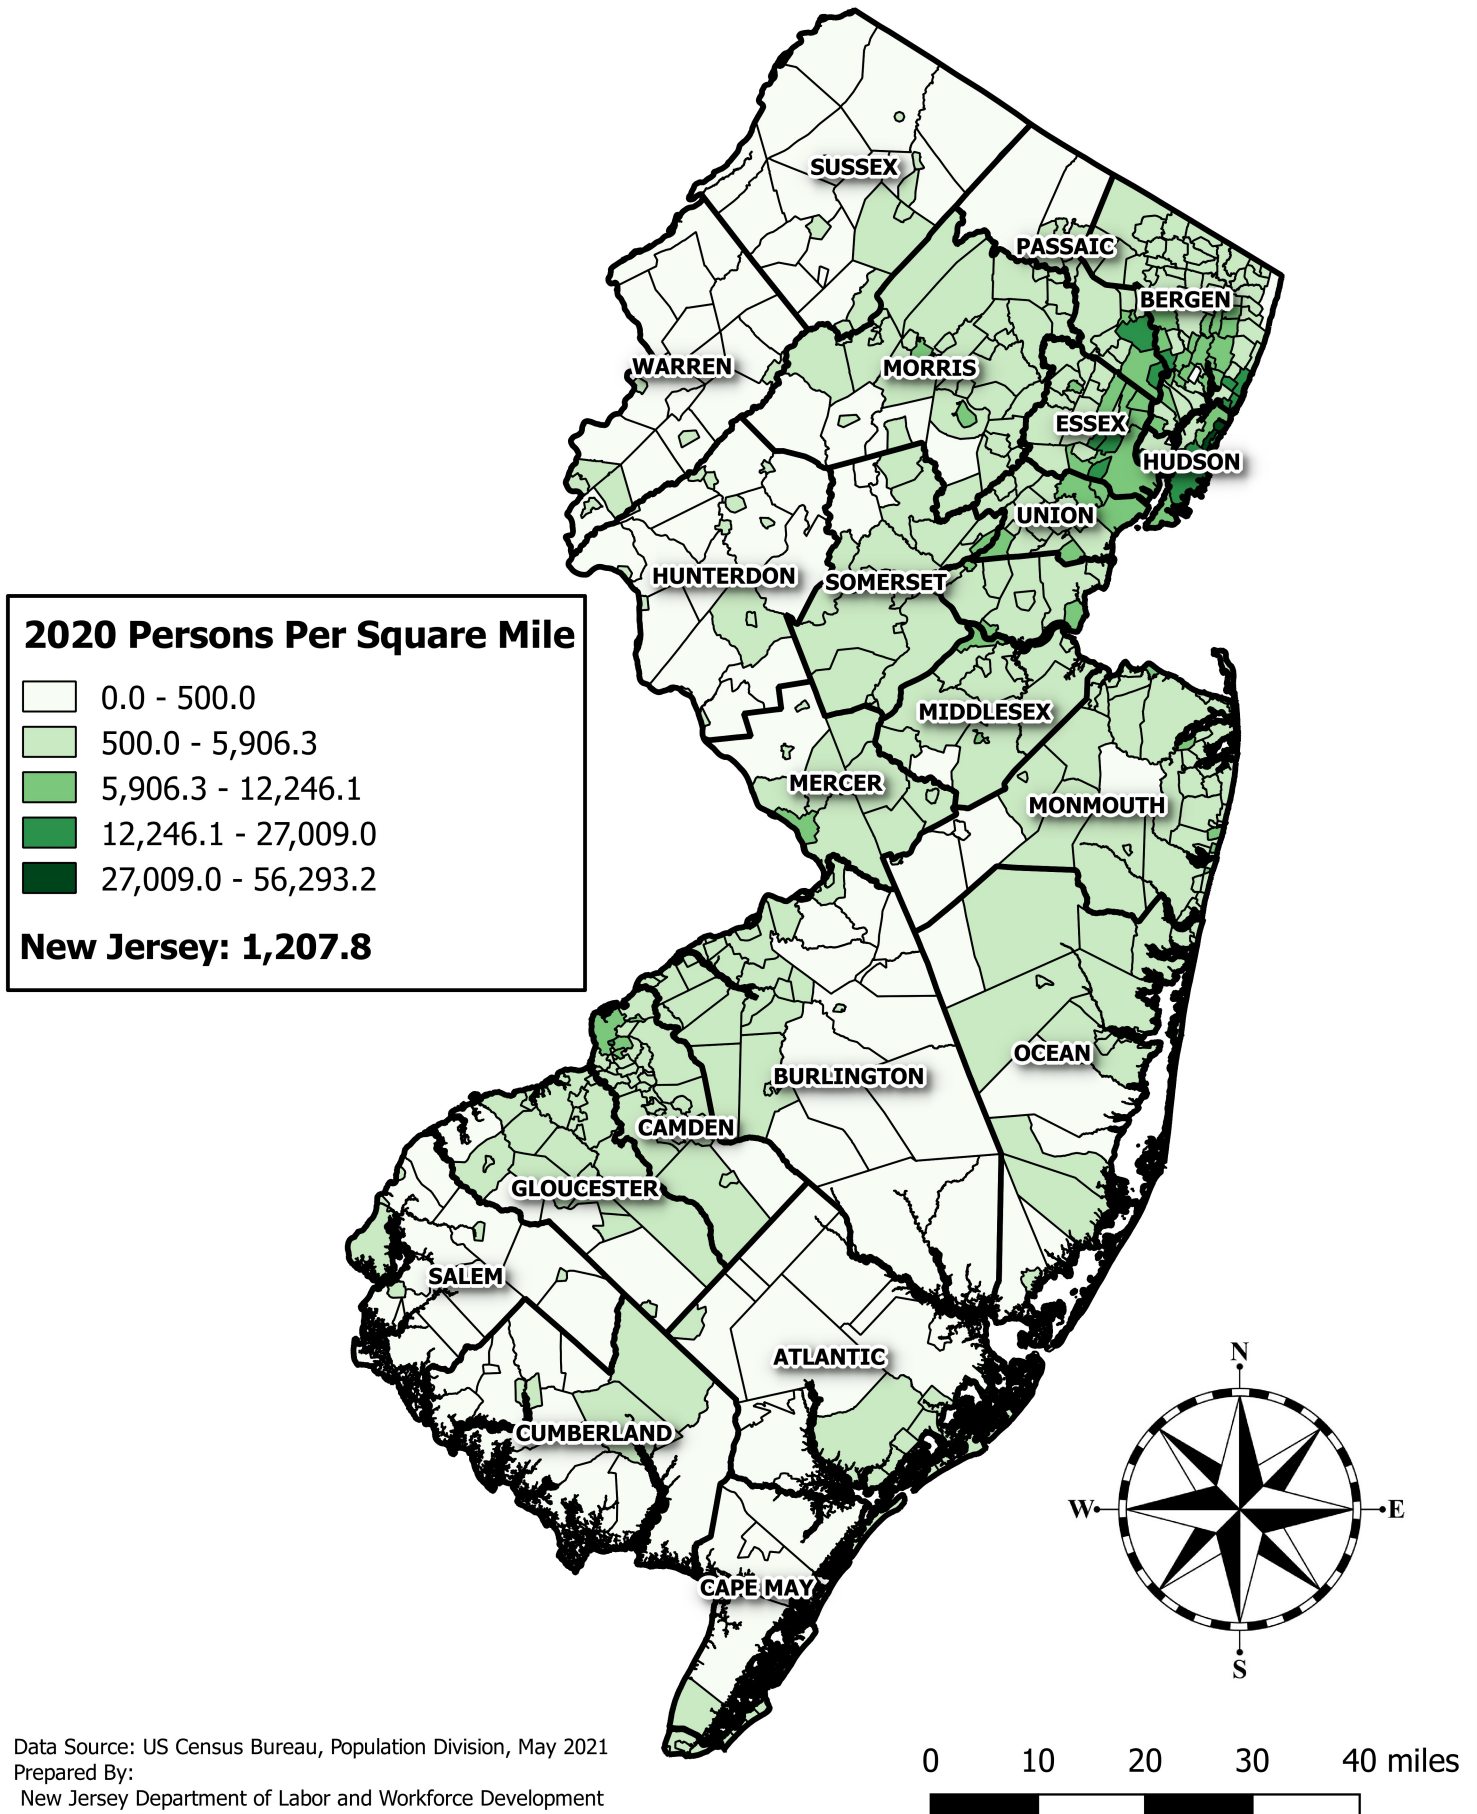 SUSSEX
PASSAIC
BERGEN
WARREN
MORRIS
ESSEX
HUDSON
UNION
HUNTERDON
SOMERSET
2020 Persons Per Square Mile
0.0 - 500.0
500.0 - 5,906.3
5,906.3 - 12,246.1
12,246.1 - 27,009.0
27,009.0 - 56,293.2
New Jersey: 1,207.8
MIDDLESEX
MERCER
MONMOUTH
OCEAN
BURLINGTON
CAMDEN
GLOUCESTER
SALEM
ATLANTIC
CUMBERLAND
CAPE MAY
N
W
E
S
Data Source: US Census Bureau, Population Division, May 2021
Prepared By:
New Jersey Department of Labor and Workforce Development
0 10 20 30 40 miles